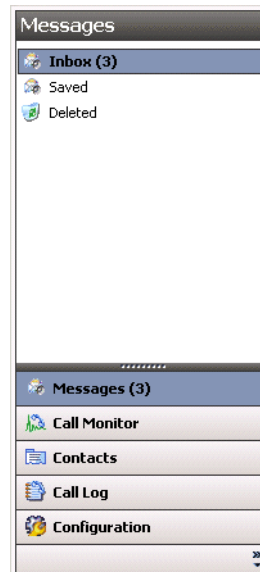 Messages
Inbox (3)
Saved
Deleted
Messages (3)
Call Monitor
Contacts
Call Log
Configuration